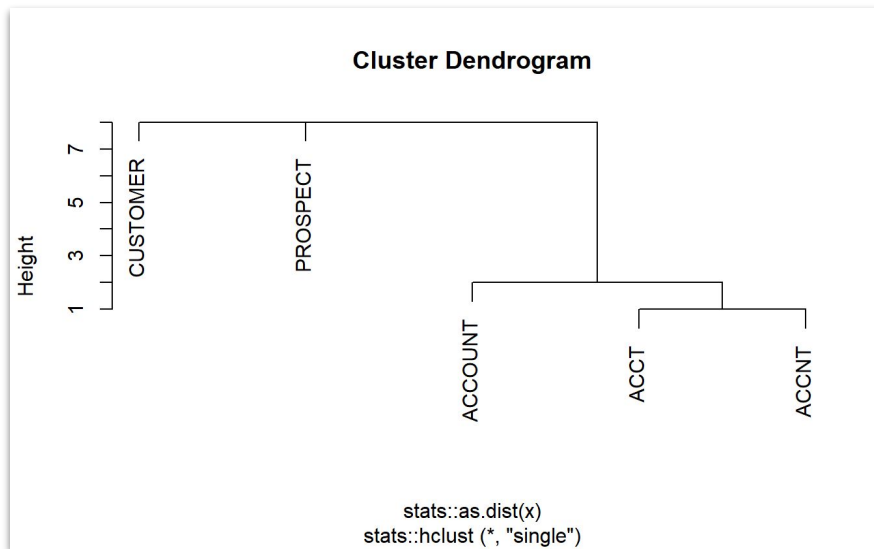 Cluster Dendrogram
Height
7
5
3
1
CUSTOMER
PROSPECT
ACCOUNT
ACCT
ACCNT
stats::as.dist(x)
stats::hclust (*, "single")